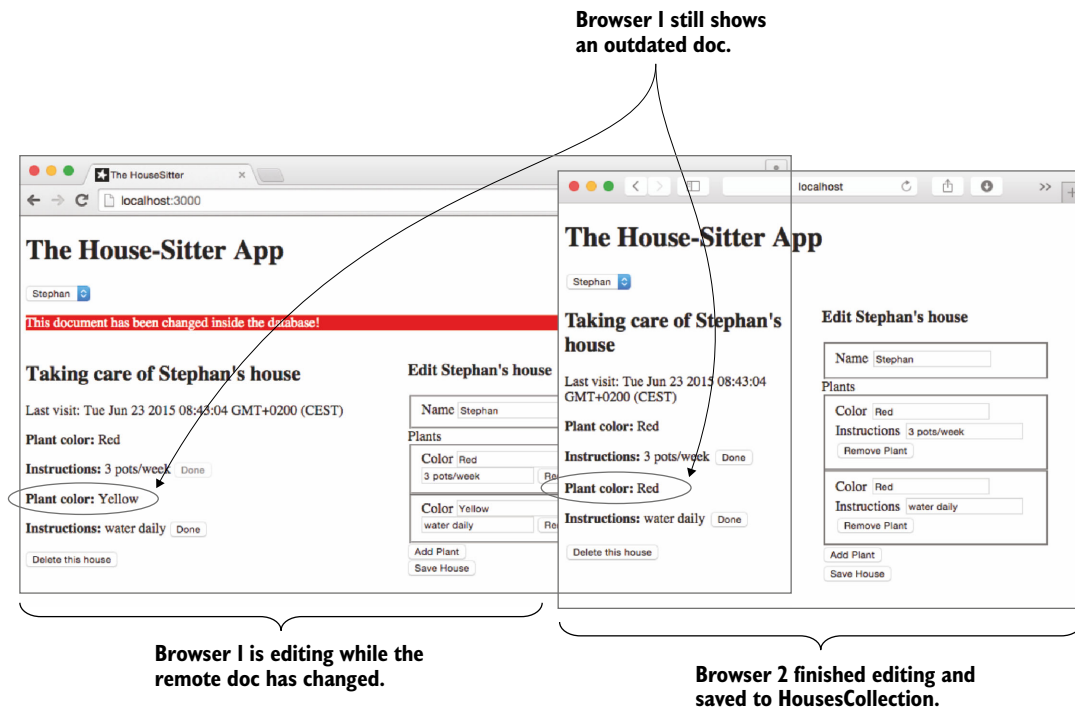 Browser 1 still shows
an outdated doc.
The HouseSitter
localhost:3000
The House-Sitter App
Stephan
This document has been changed inside the database!
Taking care of Stephan's house
Last visit: Tue Jun 23 2015 08:43:04 GMT+0200 (CEST)
Plant color: Red
Instructions: 3 pots/week Done
Plant color: Yellow
Instructions: water daily Done
Delete this house
Edit Stephan's house
Name Stephan
Plants
Color Red
3 pots/week
Color Yellow
water daily
Add Plant
Save House
localhost
The House-Sitter App
Stephan
Taking care of Stephan's
house
Last visit: Tue Jun 23 2015 08:43:04
GMT+0200 (CEST)
Plant color: Red
Instructions: 3 pots/week Done
Plant color: Red
Instructions: water daily Done
Delete this house
Edit Stephan's house
Name Stephan
Plants
Color Red
Instructions 3 pots/week
Remove Plant
Color Red
Instructions water daily
Remove Plant
Add Plant
Save House
Browser 1 is editing while the
remote doc has changed.
Browser 2 finished editing and
saved to HousesCollection.